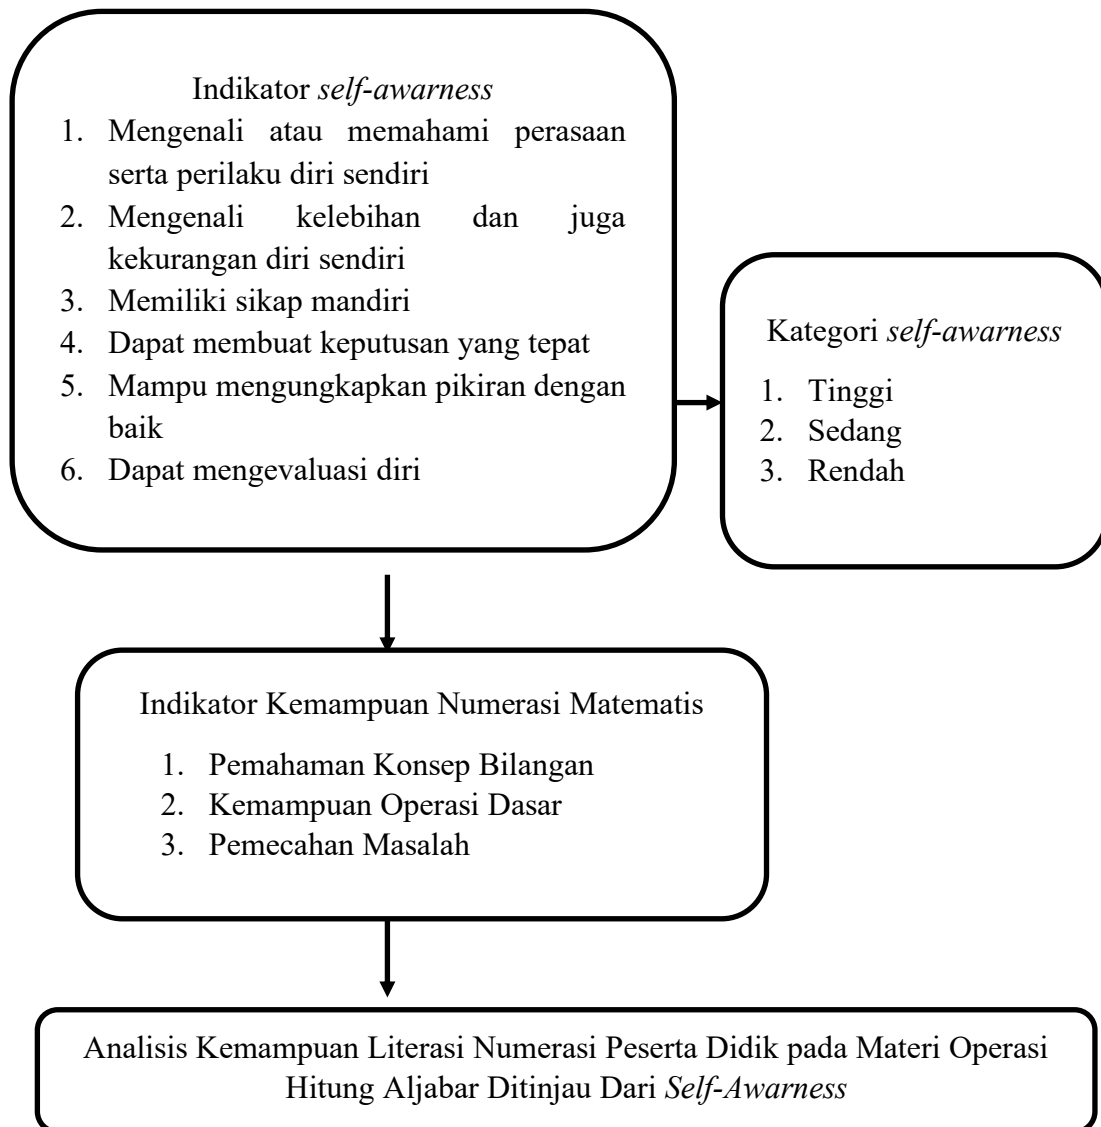 Indikator self-awarness
1. Mengenali atau memahami perasaan
serta perilaku diri sendiri
2. Mengenali kelebihan dan juga
kekurangan diri sendiri
3. Memiliki sikap mandiri
4. Dapat membuat keputusan yang tepat
5. Mampu mengungkapkan pikiran dengan
baik
6. Dapat mengevaluasi diri
Kategori self-awarness
1. Tinggi
2. Sedang
3. Rendah
Indikator Kemampuan Numerasi Matematis
1. Pemahaman Konsep Bilangan
2. Kemampuan Operasi Dasar
3. Pemecahan Masalah
Analisis Kemampuan Literasi Numerasi Peserta Didik pada Materi Operasi
Hitung Aljabar Ditinjau Dari Self-Awarness